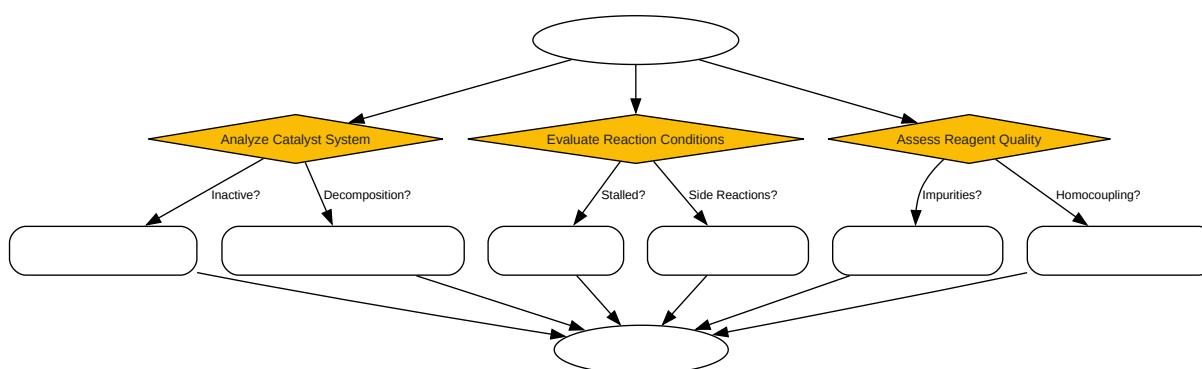 Analyze Catalyst System
Evaluate Reaction Conditions
Assess Reagent Quality
Inactive?
Decomposition?
Stalled?
Side Reactions?
Impurities?
Homocoupling?